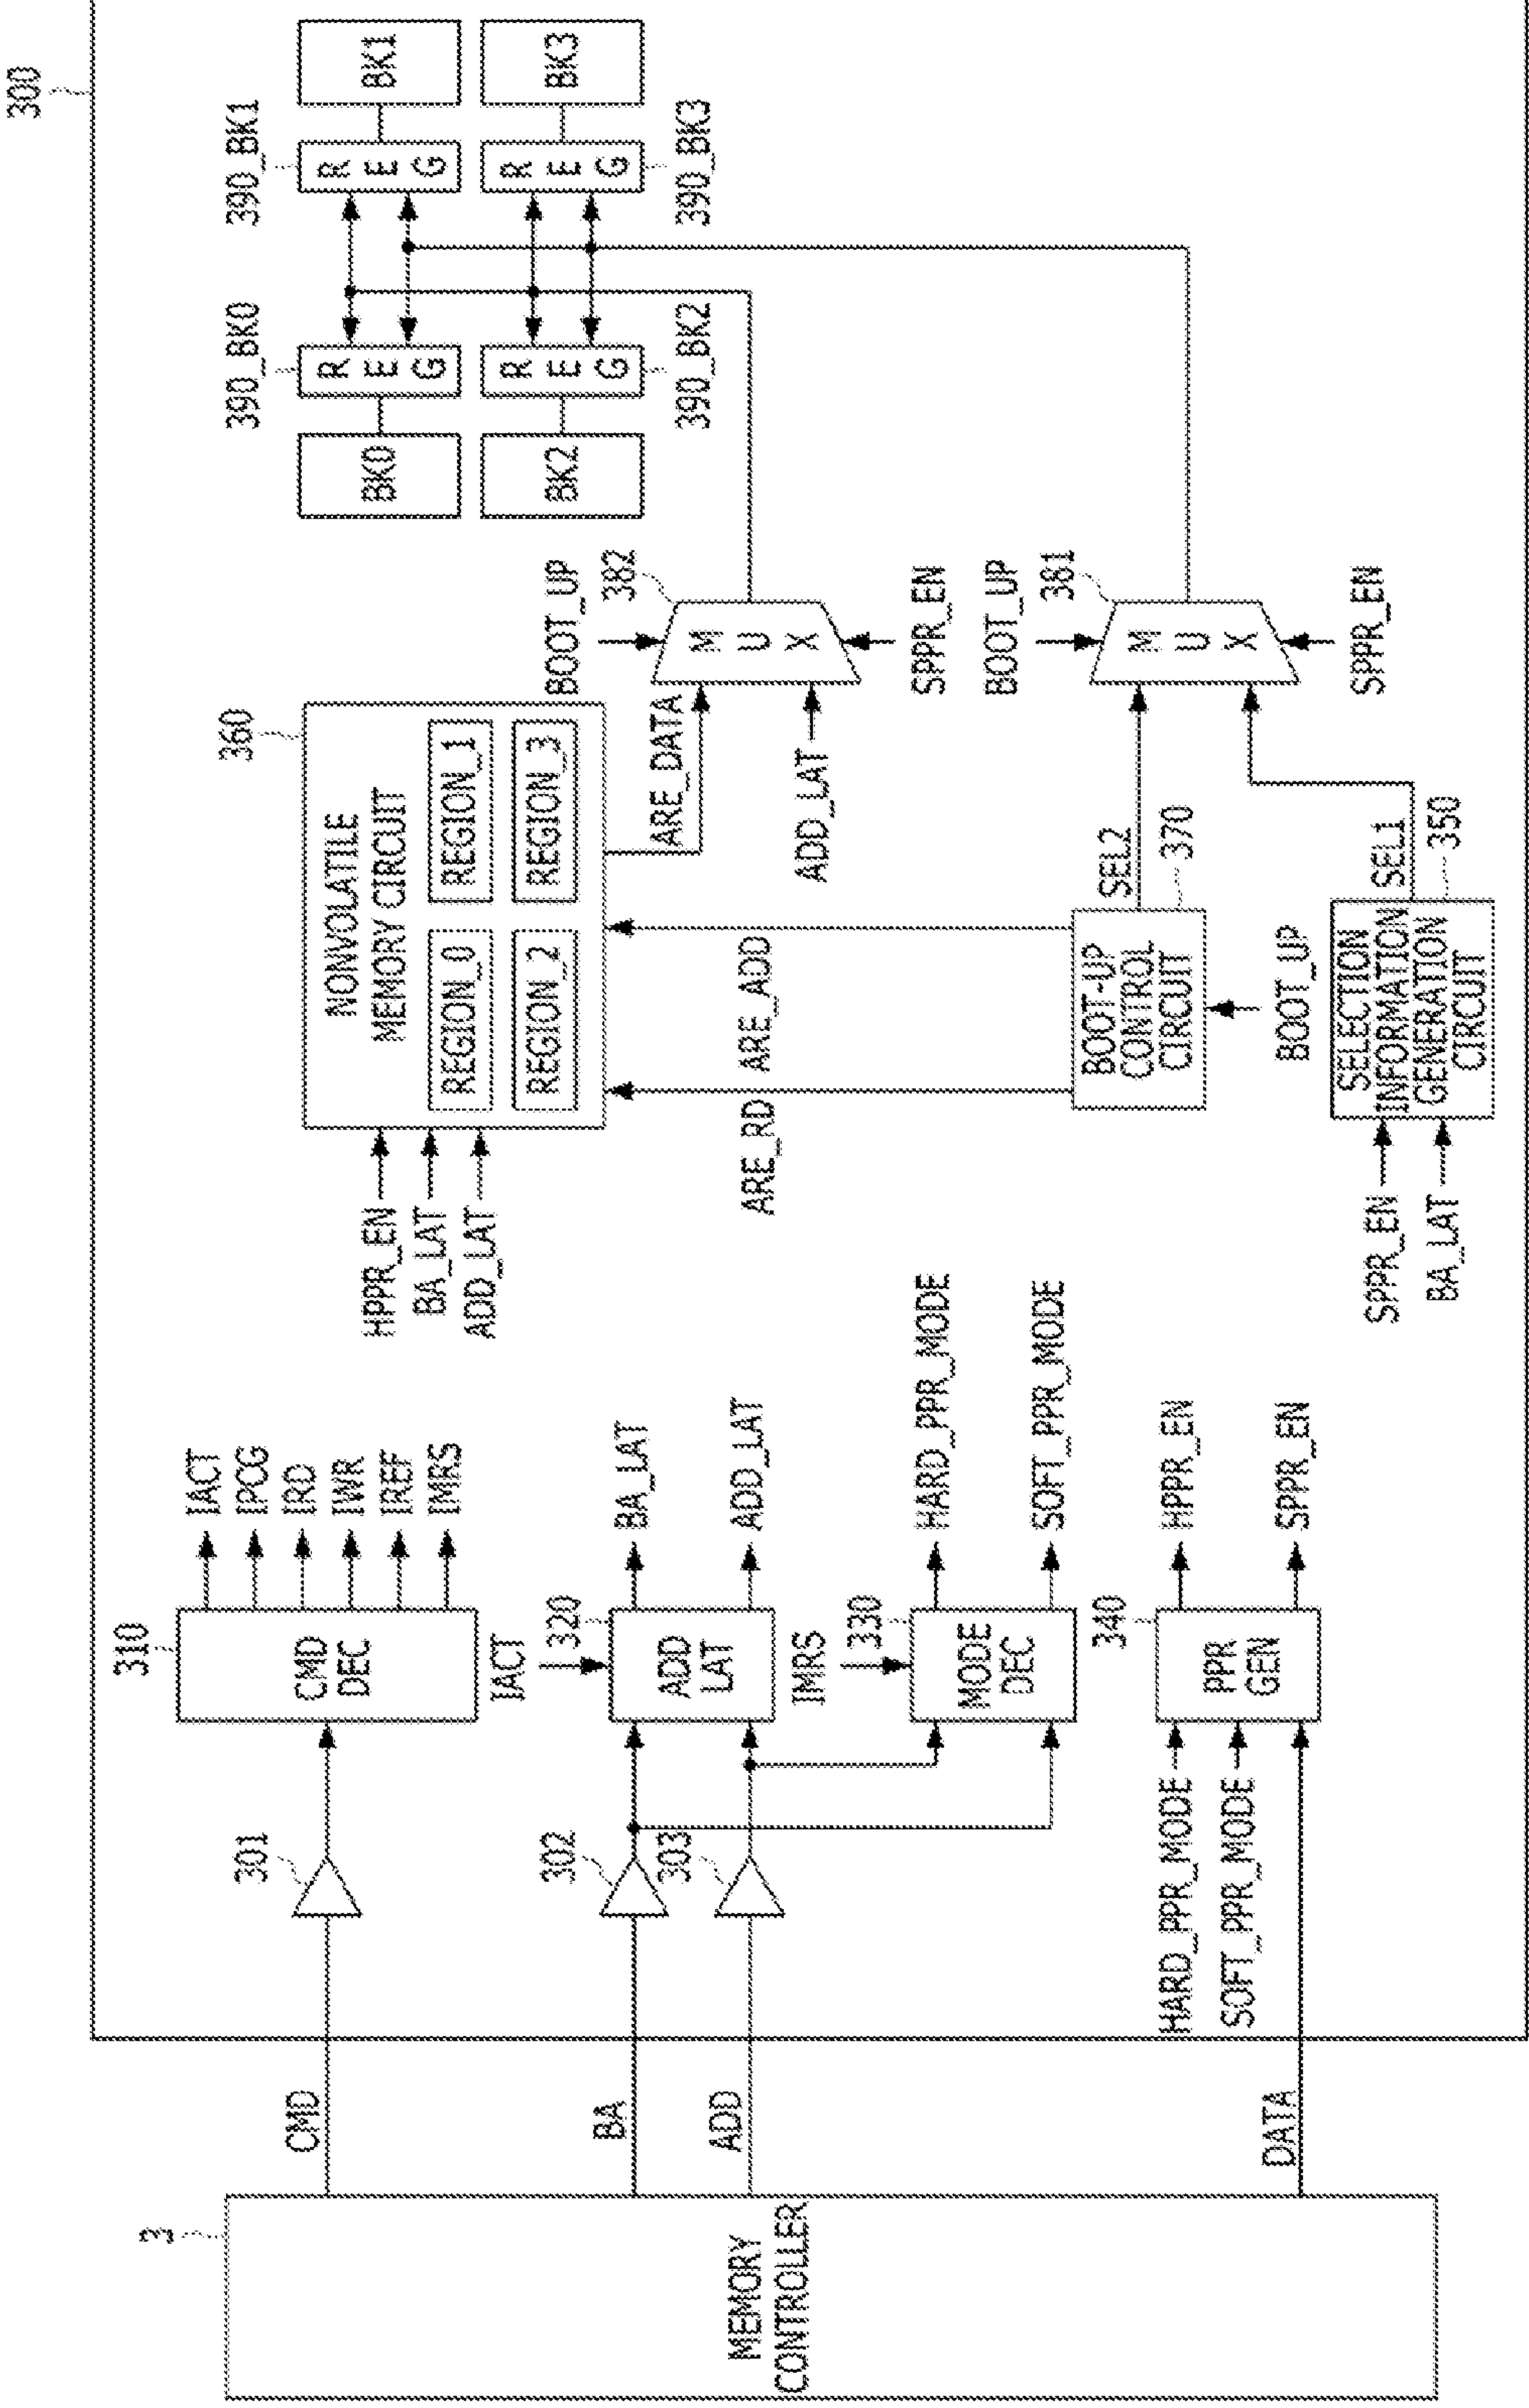 300
3
MEMORY
CONTROLLER
CMD
BA
ADD
DATA
301
302
303
310
CMD
DEC
IACT
IPCG
IRD
IWR
IREF
IMRS
IACT
320
ADD
LAT
BA_LAT
ADD_LAT
IMRS
330
MODE
DEC
HARD_PPR_MODE
SOFT_PPR_MODE
HARD_PPR_MODE
SOFT_PPR_MODE
340
PPR
GEN
HPPR_EN
SPPR_EN
HPPR_EN
BA_LAT
ADD_LAT
360
NONVOLATILE
MEMORY CIRCUIT
REGION_0
REGION_1
REGION_2
REGION_3
ARE_RD
ARE_ADD
ARE_DATA
ADD_LAT
BOOT-UP
CONTROL
CIRCUIT
370
SEL2
BOOT_UP
SPPR_EN
BA_LAT
SELECTION
INFORMATION
GENERATION
CIRCUIT
SEL1
350
BOOT_UP
382
M
U
X
SPPR_EN
BOOT_UP
381
M
U
X
SPPR_EN
390_BK0
BK0
R
E
G
390_BK1
R
E
G
BK1
BK2
R
E
G
390_BK2
R
E
G
BK3
390_BK3